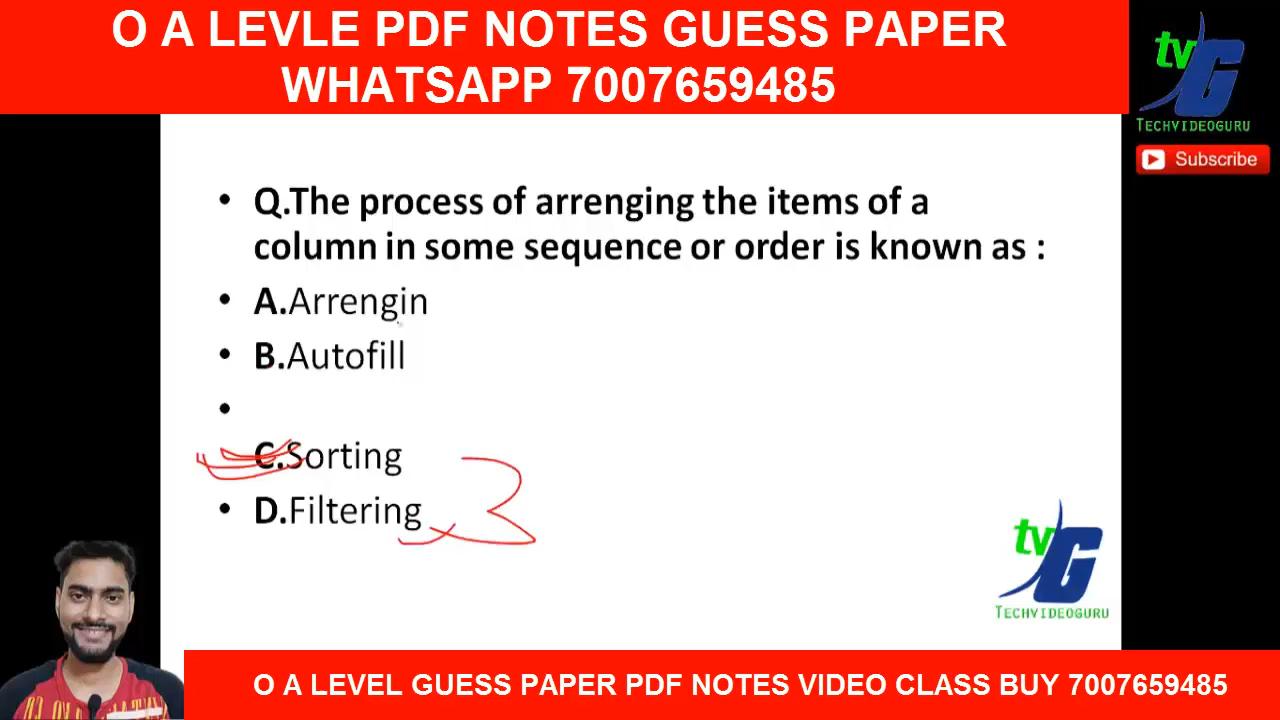 O A LEVLE PDF NOTES GUESS PAPER
WHATSAPP 7007659485
tvG
TECHVIDEOGURU
Subscribe
• Q.The process of arrenging the items of a
column in some sequence or order is known as :
• A.Arrengin
• B.Autofill
•
C.Sorting
• D.Filtering
tvG
TECHVIDEOGURU
O A LEVEL GUESS PAPER PDF NOTES VIDEO CLASS BUY 7007659485